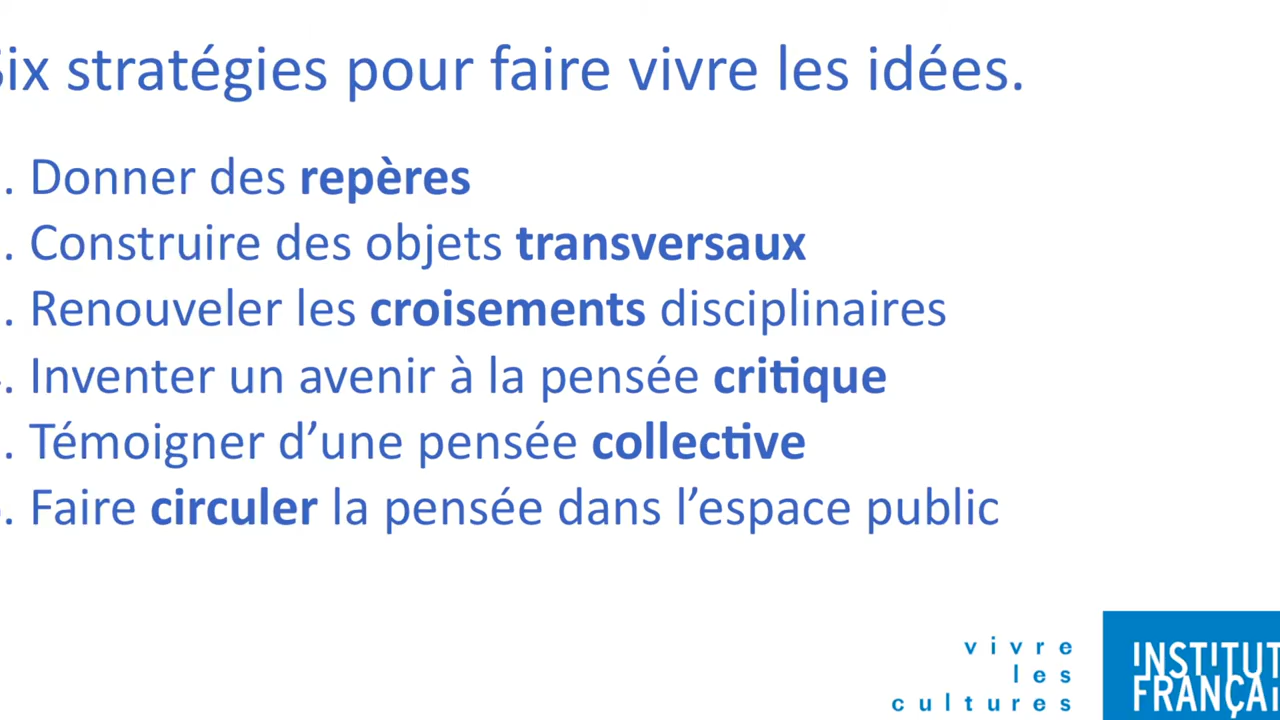 Six stratégies pour faire vivre les idées.
. Donner des repères
. Construire des objets transversaux
. Renouveler les croisements disciplinaires
. Inventer un avenir à la pensée critique
. Témoigner d’une pensée collective
. Faire circuler la pensée dans l’espace public
vivre
les
cultures
INSTITUT
FRANÇAI